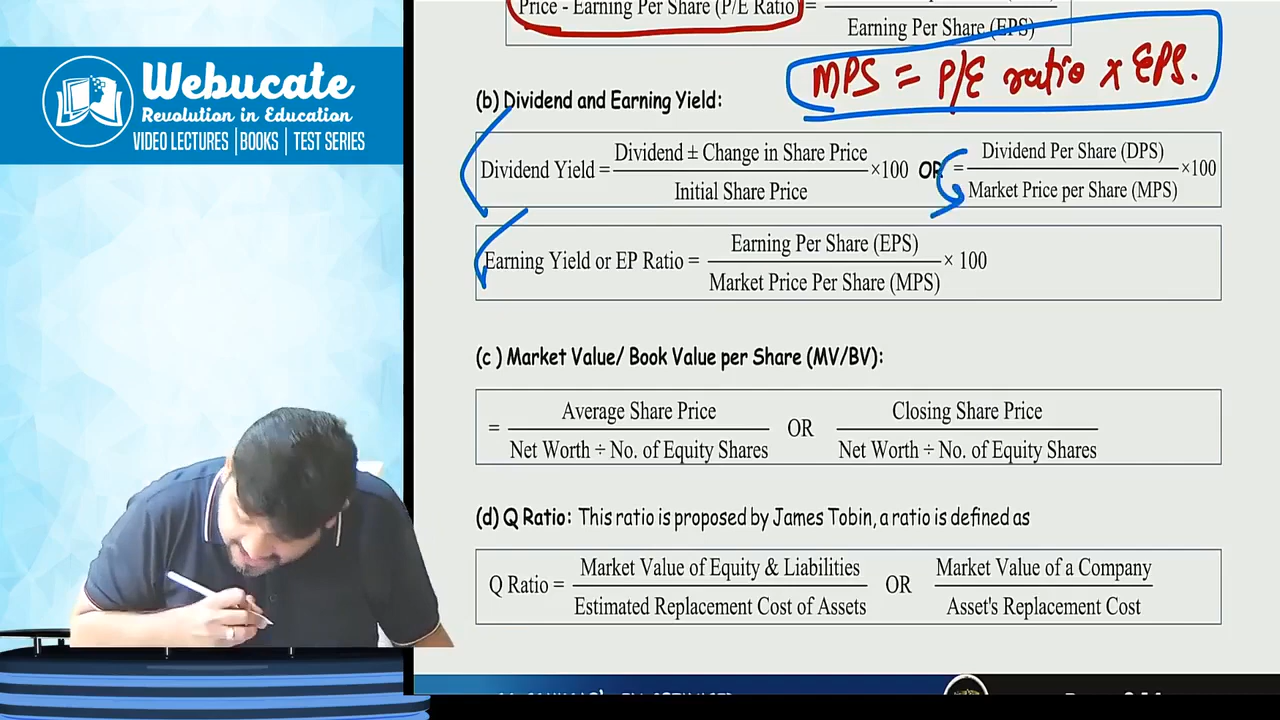 Webucate
Revolution in Education
VIDEO LECTURES | BOOKS | TEST SERIES
Price - Earning Per Share (P/E Ratio) =
Earning Per Share (EPS)
MPS = P/E ratio × EPS.
(b) Dividend and Earning Yield:
Dividend Yield = Dividend ± Change in Share Price / Initial Share Price ×100 OR = Dividend Per Share (DPS) / Market Price per Share (MPS) ×100
Earning Yield or EP Ratio = Earning Per Share (EPS) / Market Price Per Share (MPS) × 100
(c ) Market Value/ Book Value per Share (MV/BV):
= Average Share Price / Net Worth ÷ No. of Equity Shares OR Closing Share Price / Net Worth ÷ No. of Equity Shares
(d) Q Ratio: This ratio is proposed by James Tobin, a ratio is defined as
Q Ratio = Market Value of Equity & Liabilities / Estimated Replacement Cost of Assets OR Market Value of a Company / Asset's Replacement Cost